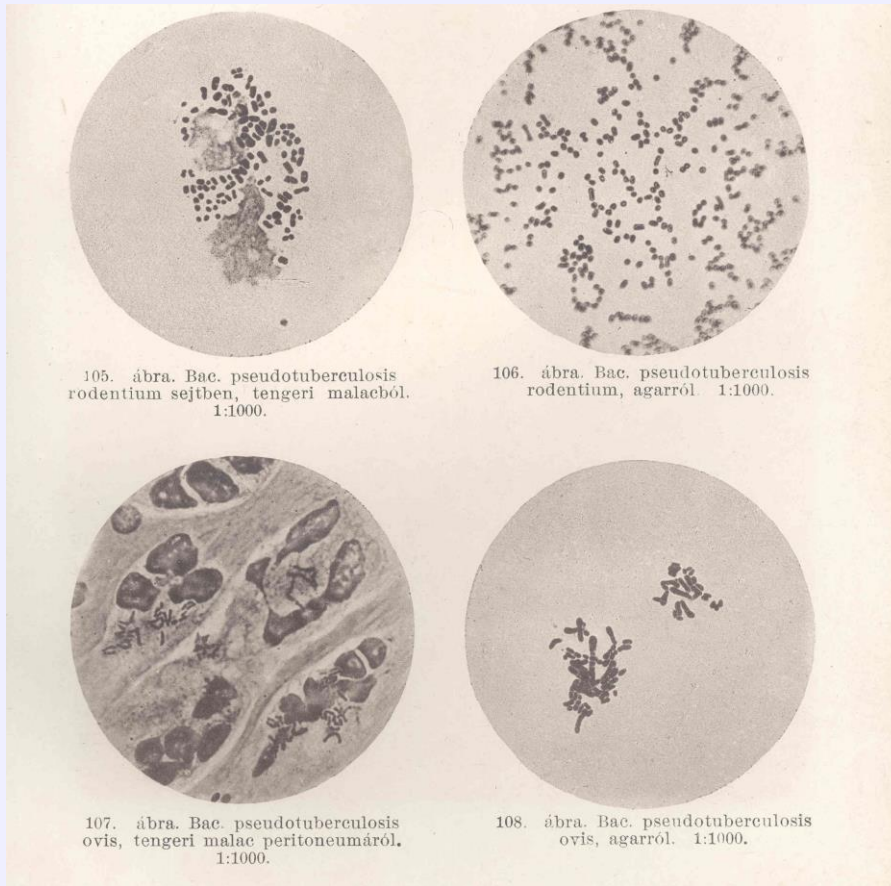 105. ábra. Bac. pseudotuberculosis
rodentium sejtben, tengeri malacból.
1:1000.
106. ábra. Bac. pseudotuberculosis
rodentium, agarról 1:1000.
107. ábra. Bac. pseudotuberculosis
ovis, tengeri malac peritoneumáról.
1:1000.
108. ábra. Bac. pseudotuberculosis
ovis, agarról. 1:1000.